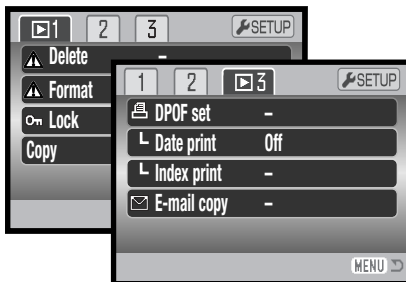 1 2 3 SETUP
Delete –
Format
Lock
Copy
1 2 3 SETUP
DPOF set –
Date print Off
Index print –
E-mail copy –
MENU